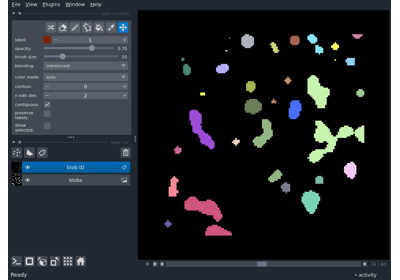 File View Plugins Window Help
label: 1
opacity: 0.70
brush size: 10
blending: translucent
color mode: Auto
contour: 0
n edit dim: 2
contiguous:
preserve labels:
show selected:
blob ID
blobs
Ready
activity